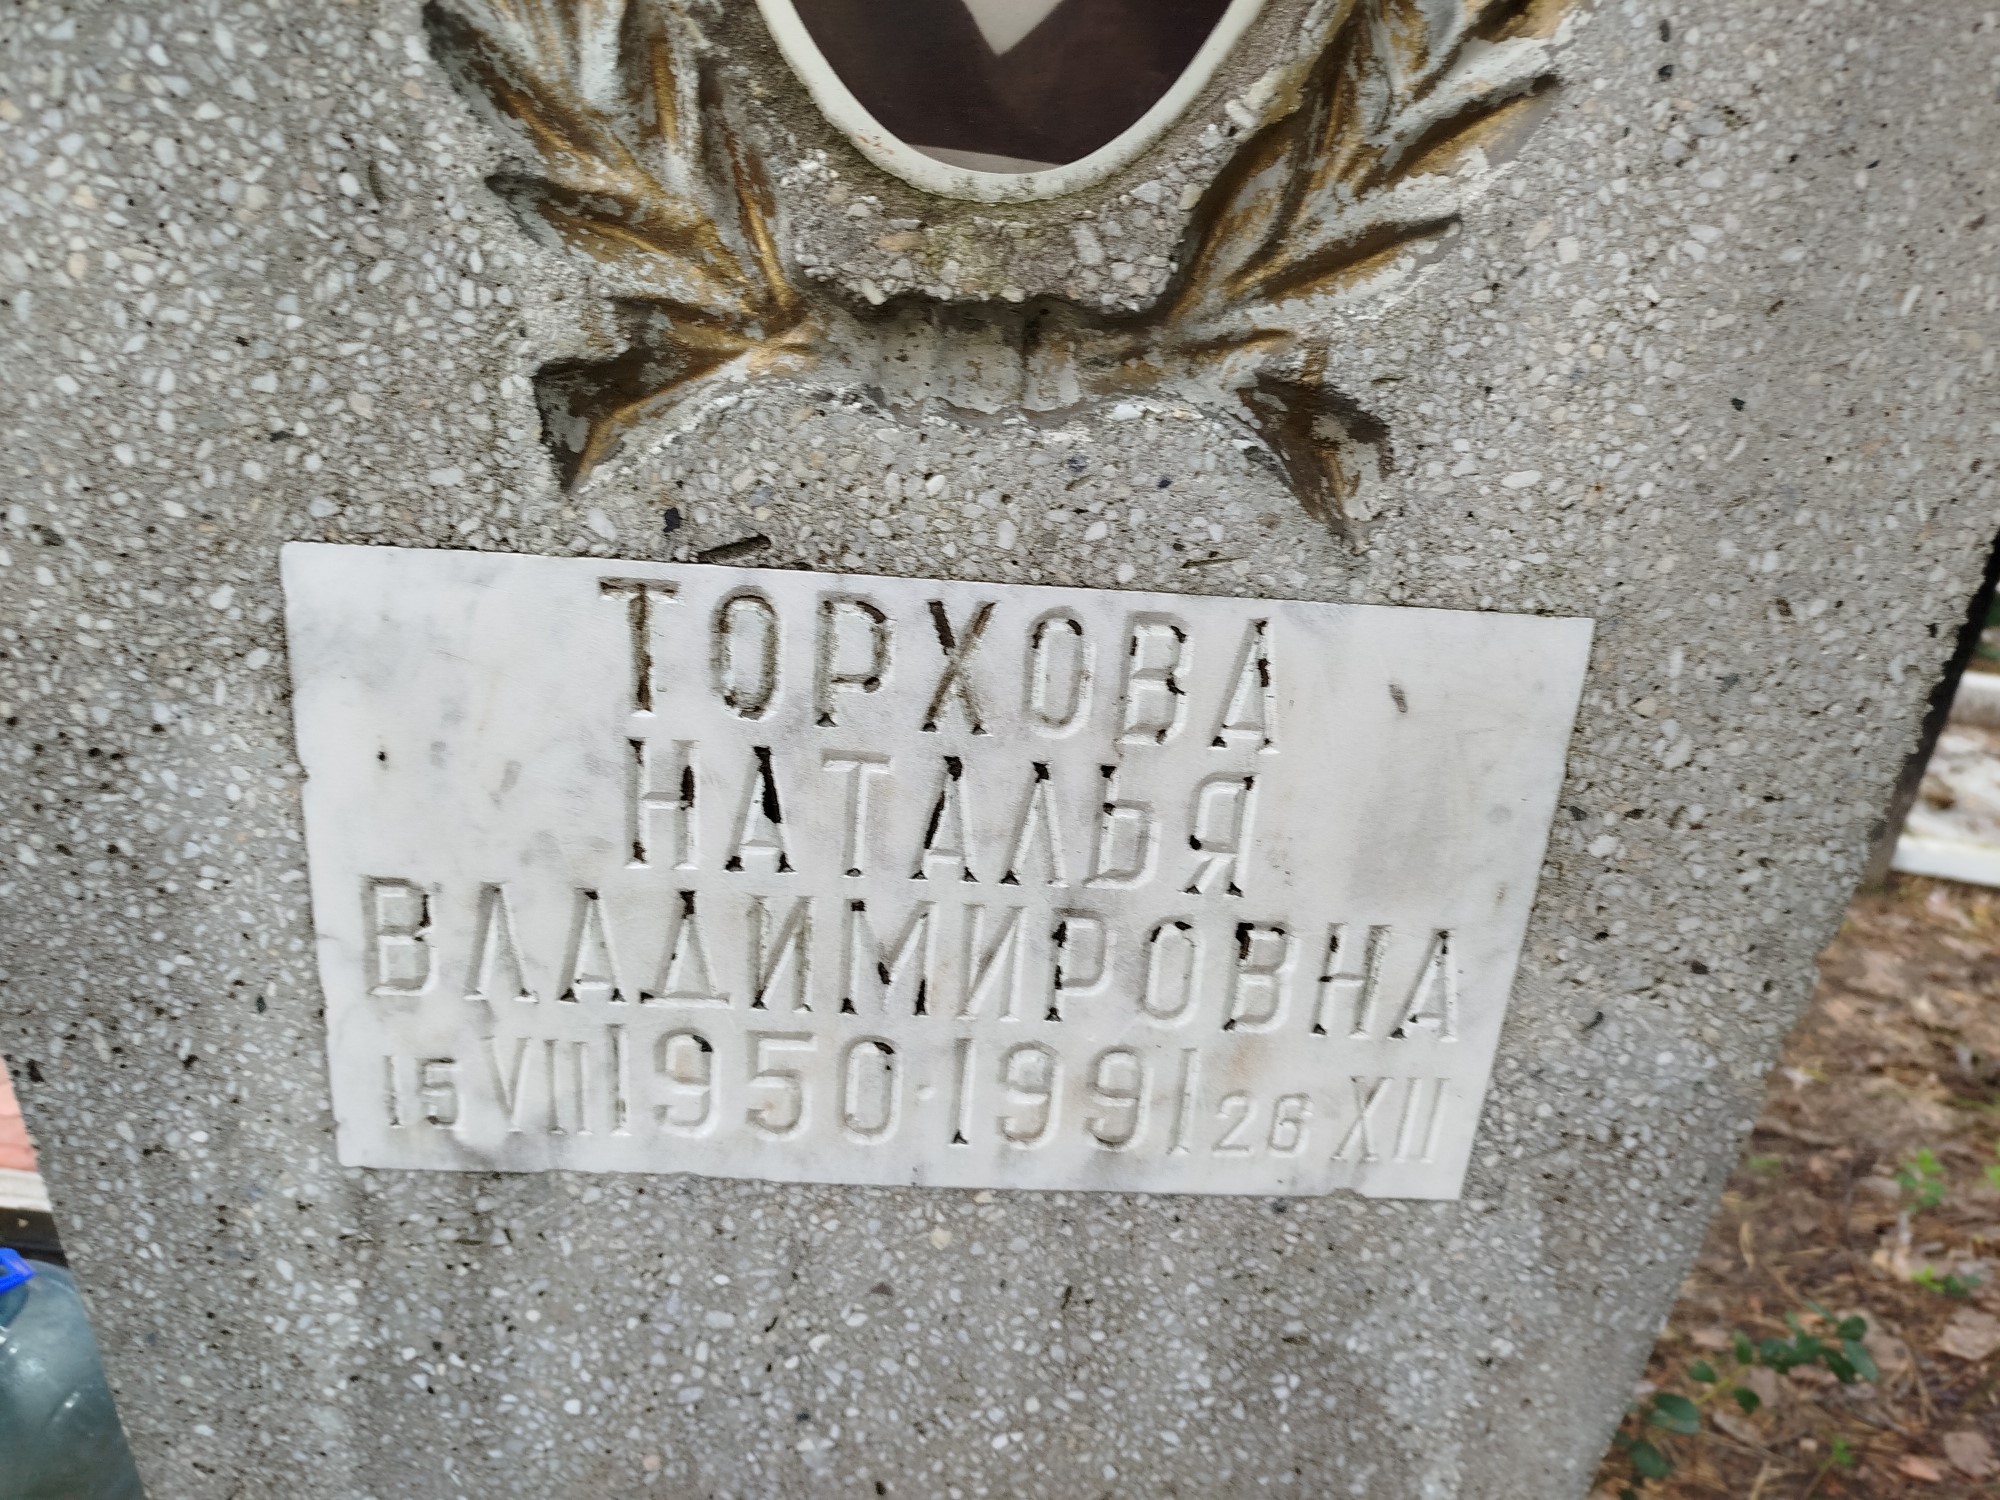 ТОРХОВА
НАТАЛЬЯ
ВЛАДИМИРОВНА
15 VII 1950 · 1991 26 XII